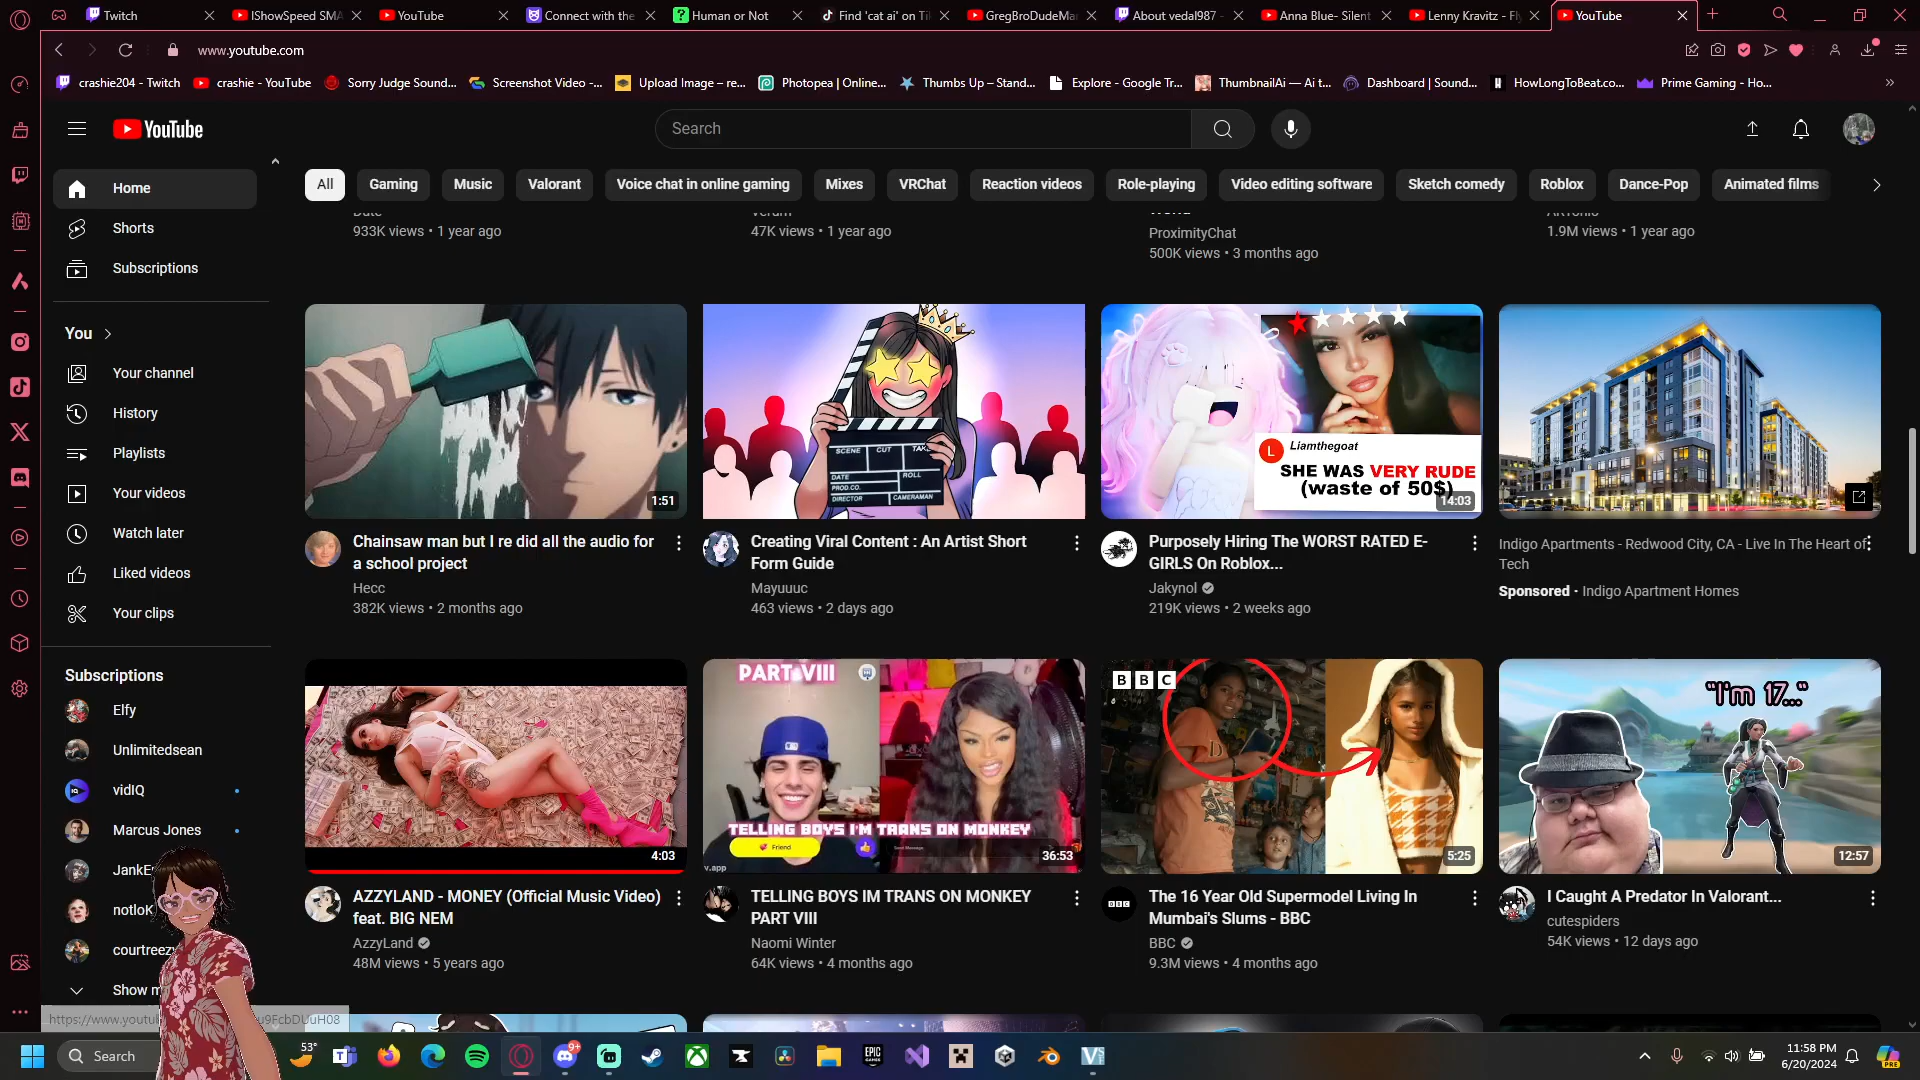 Twitch
IShowSpeed SMA
YouTube
Connect with the
Human or Not
Find 'cat ai' on Ti
GregBroDudeMa
About vedal987 -
Anna Blue- Silent
Lenny Kravitz - Fl
YouTube
www.youtube.com
crashie204 - Twitch
crashie - YouTube
Sorry Judge Sound...
Screenshot Video -...
Upload Image – re...
Photopea | Online...
Thumbs Up – Stand...
Explore - Google Tr...
ThumbnailAi — Ai t...
Dashboard | Sound...
HowLongToBeat.co...
Prime Gaming - Ho...
YouTube
Search
Home
Shorts
Subscriptions
You
Your channel
History
Playlists
Your videos
Watch later
Liked videos
Your clips
Subscriptions
Elfy
Unlimitedsean
vidIQ
Marcus Jones
JankE
notloK
courtreezy
Show m
All
Gaming
Music
Valorant
Voice chat in online gaming
Mixes
VRChat
Reaction videos
Role-playing
Video editing software
Sketch comedy
Roblox
Dance-Pop
Animated films
933K views • 1 year ago
47K views • 1 year ago
ProximityChat
500K views • 3 months ago
1.9M views • 1 year ago
1:51
Chainsaw man but I re did all the audio for
a school project
Hecc
382K views • 2 months ago
SCENE CUT TAK
DATE ROLL
PROD.CO.
DIRECTOR CAMERAMAN
Creating Viral Content : An Artist Short
Form Guide
Mayuuuc
463 views • 2 days ago
L
Liamthegoat
SHE WAS VERY RUDE
(waste of 50$)
14:03
Purposely Hiring The WORST RATED E-
GIRLS On Roblox...
Jakynol
219K views • 2 weeks ago
Indigo Apartments - Redwood City, CA - Live In The Heart of
Tech
Sponsored • Indigo Apartment Homes
4:03
AZZYLAND - MONEY (Official Music Video)
feat. BIG NEM
AzzyLand
48M views • 5 years ago
PART VIII
TELLING BOYS I'M TRANS ON MONKEY
Friend
Send Message
v.app
36:53
TELLING BOYS IM TRANS ON MONKEY
PART VIII
Naomi Winter
64K views • 4 months ago
BBC
5:25
BBC
The 16 Year Old Supermodel Living In
Mumbai's Slums - BBC
BBC
9.3M views • 4 months ago
"I'm 17..."
12:57
I Caught A Predator In Valorant...
cutespiders
54K views • 12 days ago
https://www.youtu
u9FcbDUuH08
Search
53°
9+
EPIC
GAMES
11:58 PM
6/20/2024
PRE